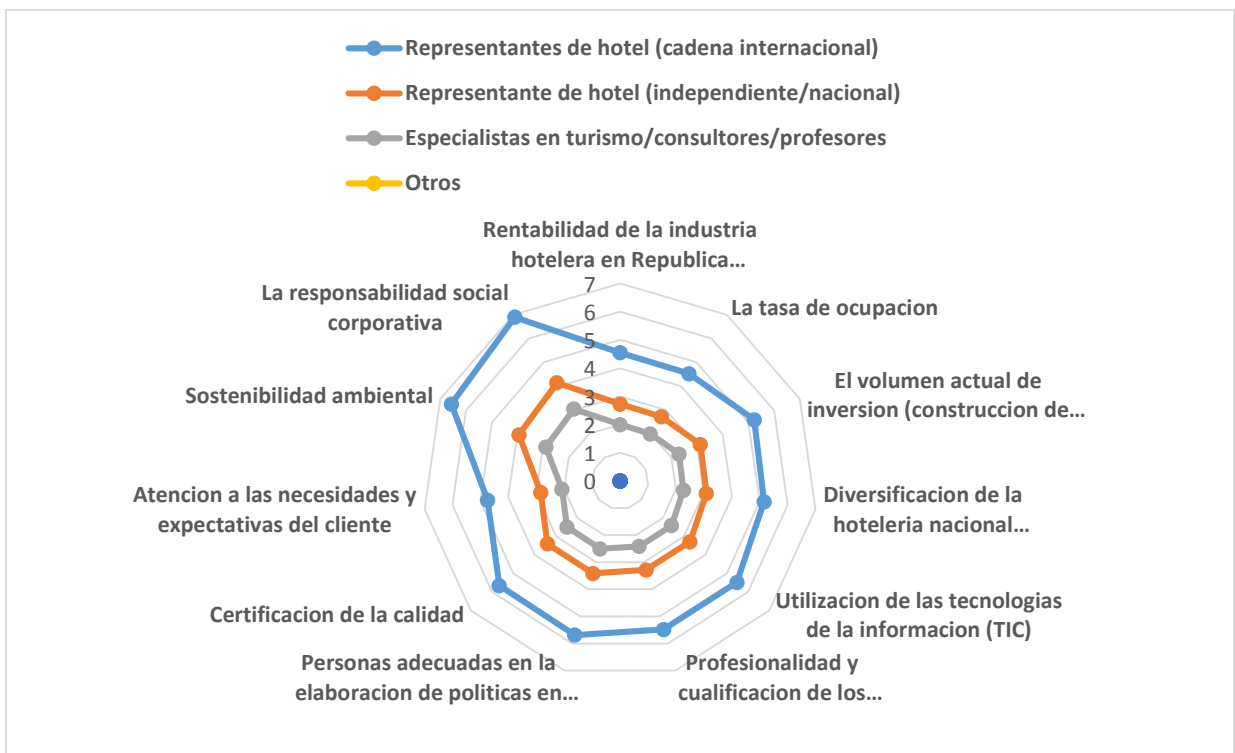 Representantes de hotel (cadena internacional)
Representante de hotel (independiente/nacional)
Especialistas en turismo/consultores/profesores
Otros
Rentabilidad de la industria
hotelera en Republica...
La tasa de ocupacion
El volumen actual de
inversion (construccion de...
Diversificacion de la
hoteleria nacional...
Utilizacion de las tecnologias
de la informacion (TIC)
Profesionalidad y
cualificacion de los...
Personas adecuadas en la
elaboracion de politicas en...
Certificacion de la calidad
Atencion a las necesidades y
expectativas del cliente
Sostenibilidad ambiental
La responsabilidad social
corporativa
7
6
5
4
3
2
1
0